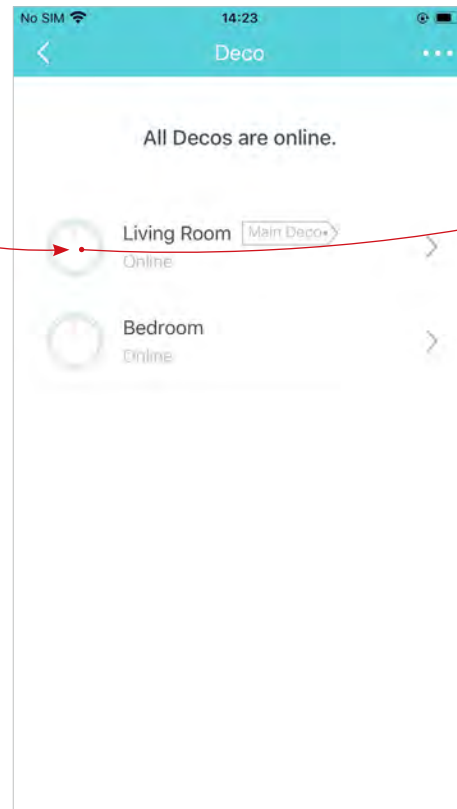 No SIM 14:23
Deco
All Decos are online.
Living Room Main Deco
Online
Bedroom
Online